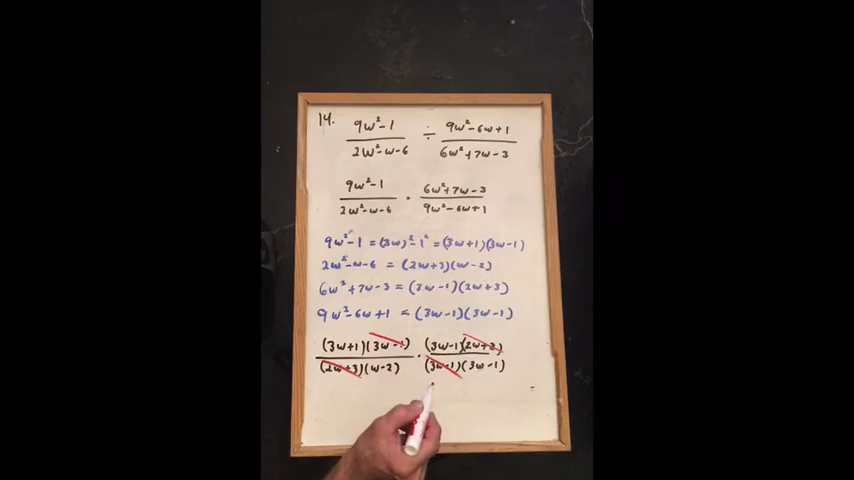 14. (9w²-1)/(2w²-w-6) ÷ (9w²-6w+1)/(6w²+7w-3)
(9w²-1)/(2w²-w-6) · (6w²+7w-3)/(9w²-6w+1)
9w²-1 = (3w)²-1² = (3w+1)(3w-1)
2w²-w-6 = (2w+3)(w-2)
6w²+7w-3 = (3w-1)(2w+3)
9w²-6w+1 = (3w-1)(3w-1)
(3w+1)(3w-1)/(2w+3)(w-2) · (3w-1)(2w+3)/(3w-1)(3w-1)